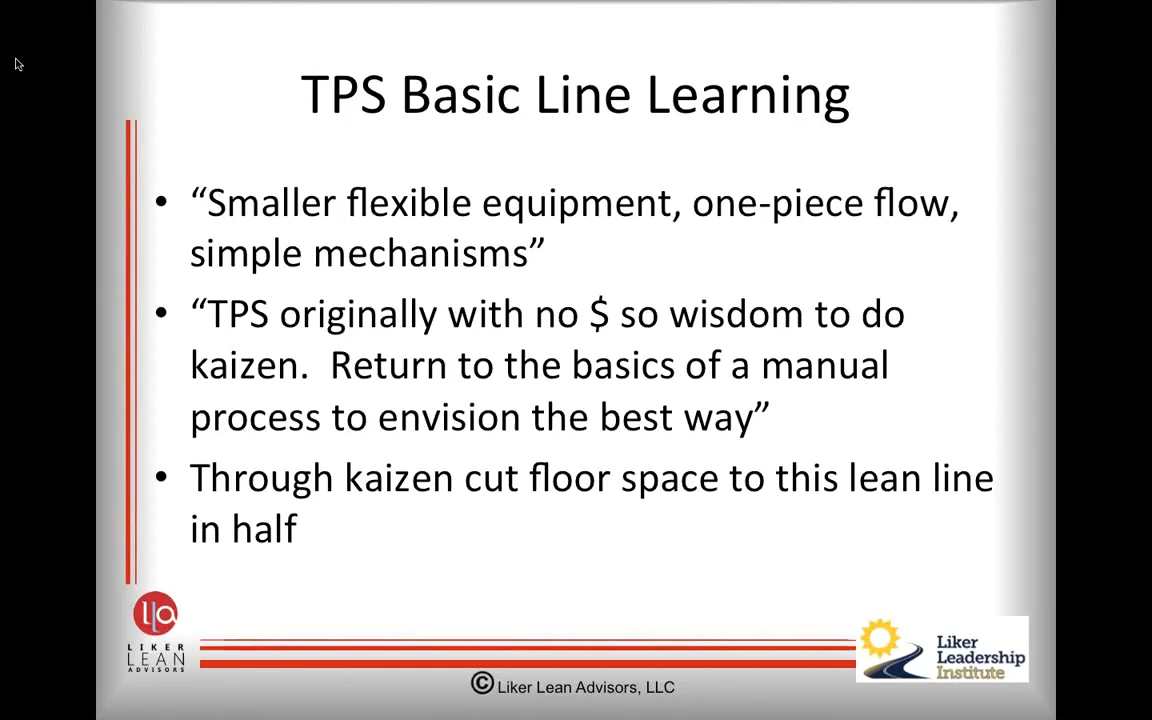 TPS Basic Line Learning
• “Smaller flexible equipment, one-piece flow,
simple mechanisms”
• “TPS originally with no $ so wisdom to do
kaizen.  Return to the basics of a manual
process to envision the best way”
• Through kaizen cut floor space to this lean line
in half
lla
LIKER
LEAN
ADVISORS
© Liker Lean Advisors, LLC
Liker
Leadership
Institute